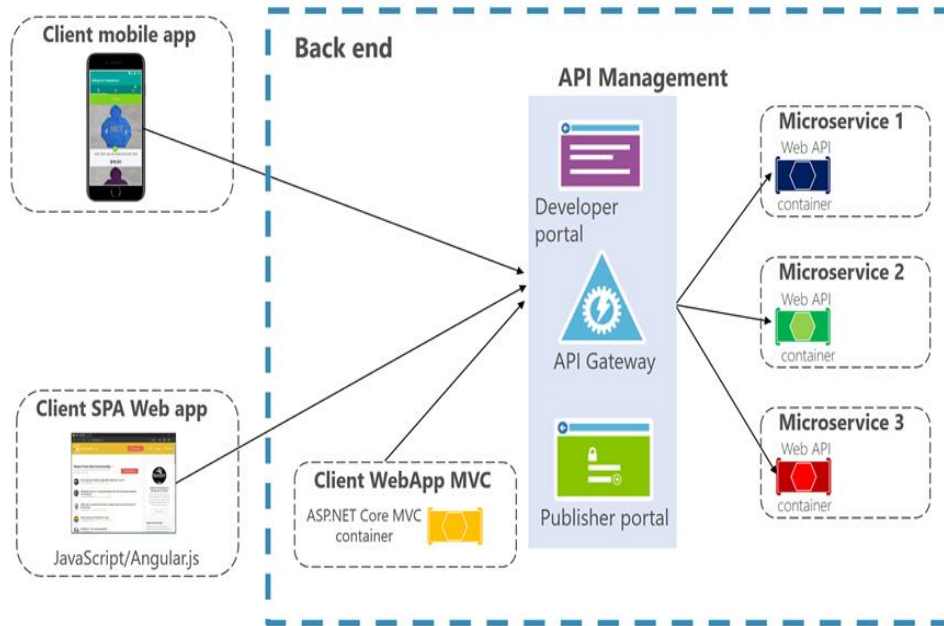 Client mobile app
Back end
API Management
Developer
portal
API Gateway
Publisher portal
Microservice 1
Web API
container
Microservice 2
Web API
container
Microservice 3
Web API
container
Client SPA Web app
JavaScript/Angular.js
Client WebApp MVC
ASP.NET Core MVC
container